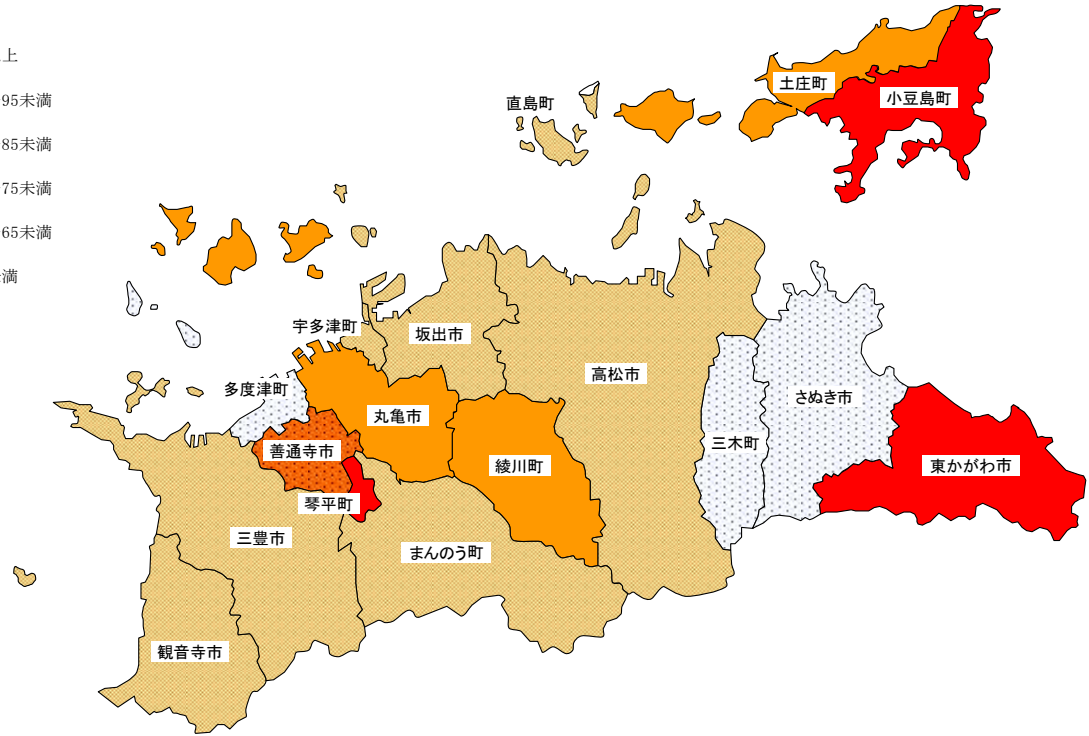 上
95未満
85未満
75未満
65未満
満
土庄町
小豆島町
直島町
宇多津町
坂出市
高松市
多度津町
丸亀市
さぬき市
善通寺市
綾川町
三木町
東かがわ市
琴平町
三豊市
まんのう町
観音寺市